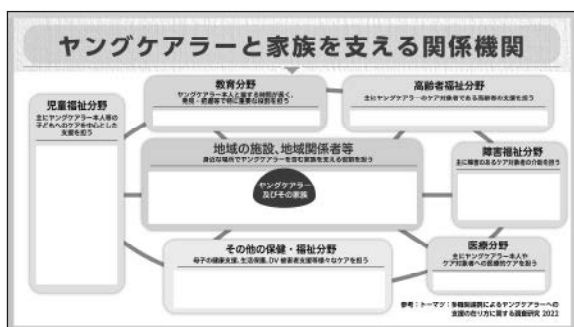 ヤングケアラーと家族を支える関係機関
児童福祉分野
主にヤングケアラー本人等の
子どもへのケアを中心とした
支援を担う
教育分野
ヤングケアラー本人と接する時間が長く、
発見・把握等で特に重要な役割を担う
高齢者福祉分野
主にヤングケアラーのケア対象者である高齢者等の支援を担う
地域の施設、地域関係者等
身近な場所でヤングケアラーを含む家族を支える役割を担う
ヤングケアラー
及びその家族
障害福祉分野
主に障害のあるケア対象者の介助を担う
その他の保健・福祉分野
母子の健康支援、生活保護、DV被害者支援等様々なケアを担う
医療分野
主にヤングケアラー本人や
ケア対象者への医療的ケアを担う
参考:トーマツ:多機関連携によるヤングケアラーへの
支援の在り方に関する調査研究 2022